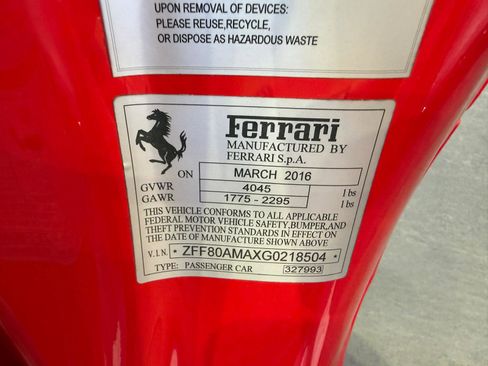 UPON REMOVAL OF DEVICES:
PLEASE REUSE,RECYCLE,
OR DISPOSE AS HAZARDOUS WASTE
Ferrari
MANUFACTURED BY
FERRARI S.p.A.
ON MARCH 2016
GVWR 4045 lbs
GAWR 1775 - 2295 lbs
THIS VEHICLE CONFORMS TO ALL APPLICABLE
FEDERAL MOTOR VEHICLE SAFETY,BUMPER,AND
THEFT PREVENTION STANDARDS IN EFFECT ON
THE DATE OF MANUFACTURE SHOWN ABOVE
V.I.N. * ZFF80AMAXG0218504 *
TYPE: PASSENGER CAR 327993